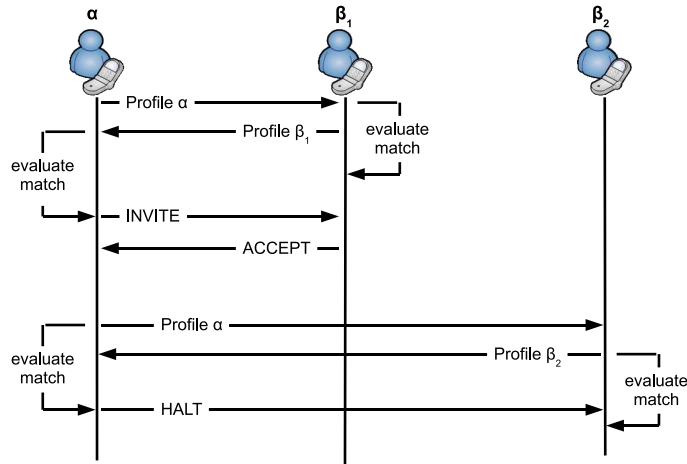 α
β1
β2
Profile α
evaluate
match
Profile β1
evaluate
match
INVITE
ACCEPT
Profile α
evaluate
match
Profile β2
evaluate
match
HALT